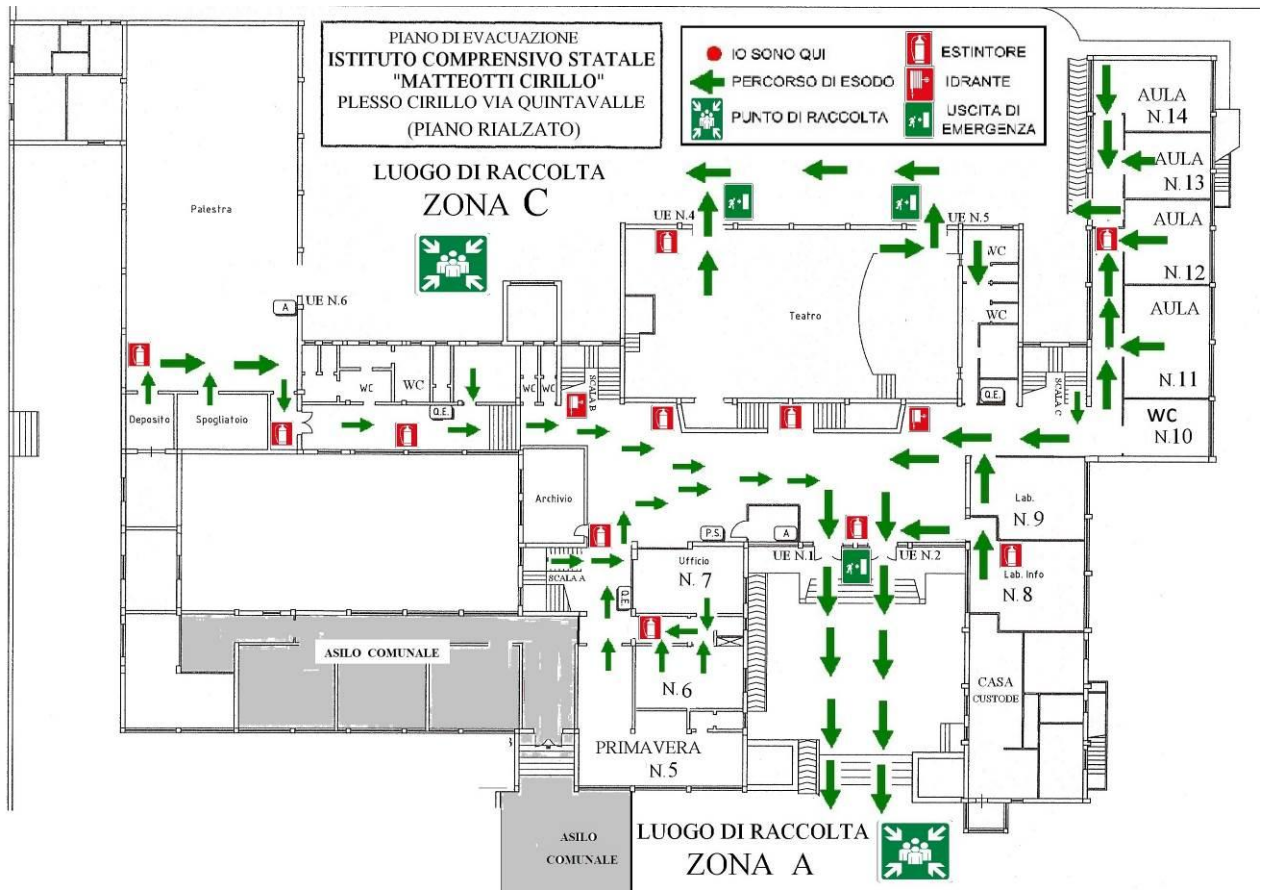 PIANO DI EVACUAZIONE
ISTITUTO COMPRENSIVO STATALE
"MATTEOTTI CIRILLO"
PLESSO CIRILLO VIA QUINTAVALLE
(PIANO RIALZATO)
IO SONO QUI
PERCORSO DI ESODO
PUNTO DI RACCOLTA
ESTINTORE
IDRANTE
USCITA DI
EMERGENZA
LUOGO DI RACCOLTA
ZONA C
Palestra
A
UE N.6
UE N.4
UE N.5
Teatro
WC
WC
AULA
N.14
AULA
N.13
AULA
N.12
AULA
N.11
WC
N.10
Deposito
Spogliatoio
WC
WC
Q.E.
WC
WC
SCALA B
Q.E.
SCALA C
Archivio
P.S.
A
UE N.1
UE N.2
Lab.
N.9
Lab. Info
N.8
SCALA A
Q.E.
Ufficio
N.7
N.6
ASILO COMUNALE
PRIMAVERA
N.5
CASA
CUSTODE
ASILO
COMUNALE
LUOGO DI RACCOLTA
ZONA A